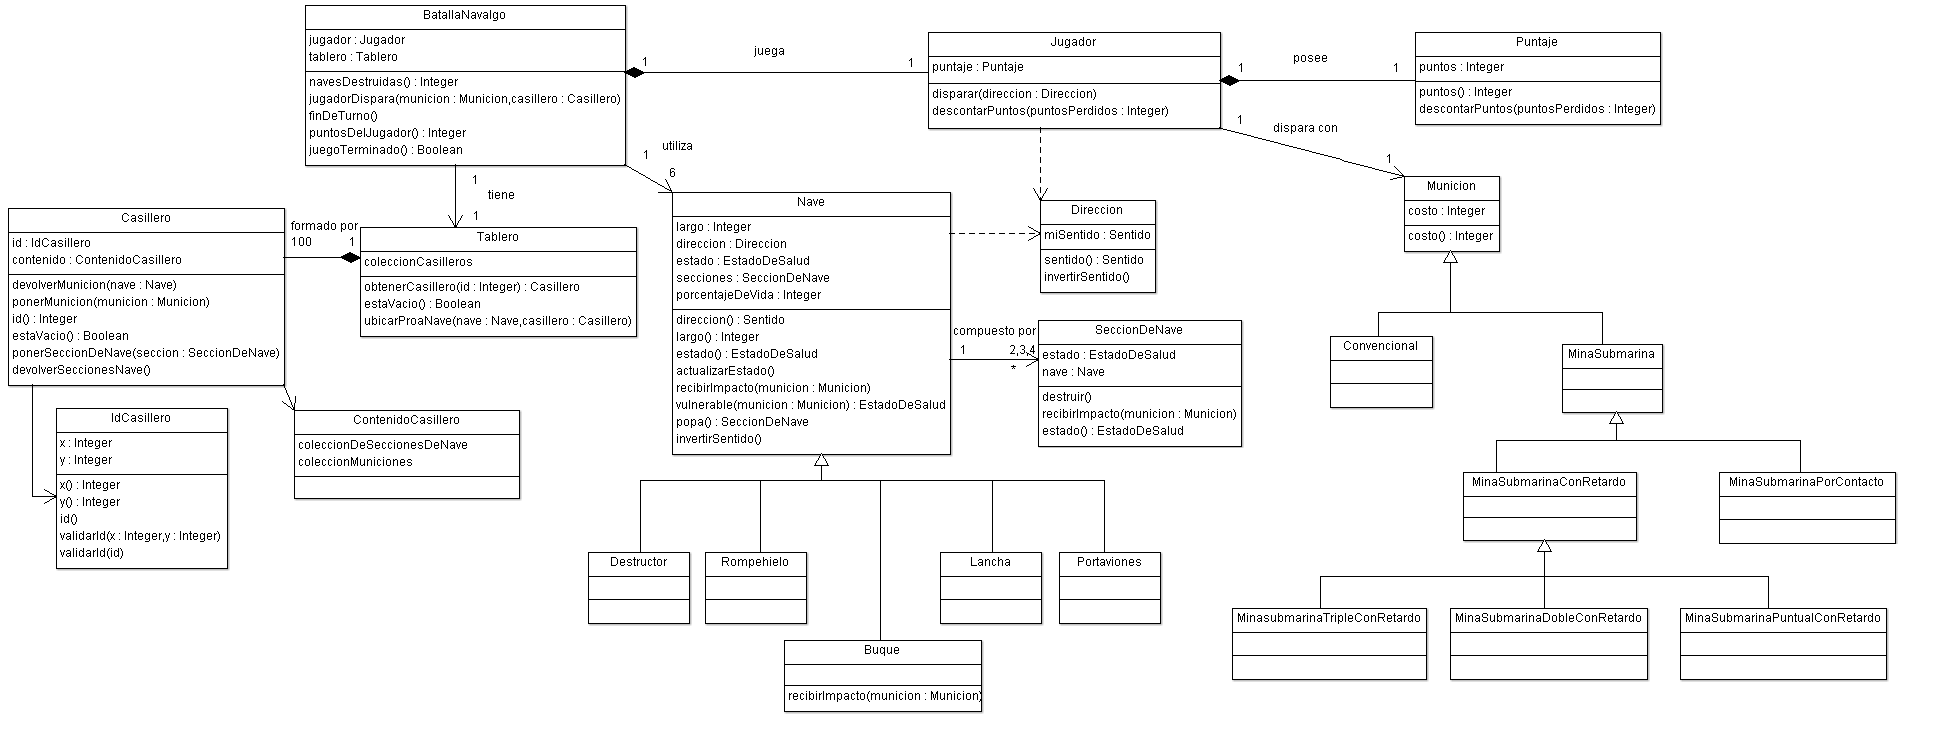 BatallaNavalgo
jugador : Jugador
tablero : Tablero
navesDestruidas() : Integer
jugadorDispara(municion : Municion,casillero : Casillero)
finDeTurno()
puntosDelJugador() : Integer
juegoTerminado() : Boolean
1
juega
1
Jugador
puntaje : Puntaje
disparar(direccion : Direccion)
descontarPuntos(puntosPerdidos : Integer)
1
posee
1
Puntaje
puntos : Integer
puntos() : Integer
descontarPuntos(puntosPerdidos : Integer)
1
dispara con
1
1
utiliza
6
1
tiene
1
Casillero
id : IdCasillero
contenido : ContenidoCasillero
devolverMunicion(nave : Nave)
ponerMunicion(municion : Municion)
id() : Integer
estaVacio() : Boolean
ponerSeccionDeNave(seccion : SeccionDeNave)
devolverSeccionesNave()
formado por
100
1
Tablero
coleccionCasilleros
obtenerCasillero(id : Integer) : Casillero
estaVacio() : Boolean
ubicarProaNave(nave : Nave,casillero : Casillero)
Nave
largo : Integer
direccion : Direccion
estado : EstadoDeSalud
secciones : SeccionDeNave
porcentajeDeVida : Integer
direccion() : Sentido
largo() : Integer
estado() : EstadoDeSalud
actualizarEstado()
recibirImpacto(municion : Municion)
vulnerable(municion : Municion) : EstadoDeSalud
popa() : SeccionDeNave
invertirSentido()
Direccion
miSentido : Sentido
sentido() : Sentido
invertirSentido()
Municion
costo : Integer
costo() : Integer
compuesto por
1
2,3,4
*
SeccionDeNave
estado : EstadoDeSalud
nave : Nave
destruir()
recibirImpacto(municion : Municion)
estado() : EstadoDeSalud
Convencional
MinaSubmarina
IdCasillero
x : Integer
y : Integer
x() : Integer
y() : Integer
id()
validarId(x : Integer,y : Integer)
validarId(id)
ContenidoCasillero
coleccionDeSeccionesDeNave
coleccionMuniciones
MinaSubmarinaConRetardo
MinaSubmarinaPorContacto
Destructor
Rompehielo
Lancha
Portaviones
Buque
recibirImpacto(municion : Municion)
MinasubmarinaTripleConRetardo
MinaSubmarinaDobleConRetardo
MinaSubmarinaPuntualConRetardo